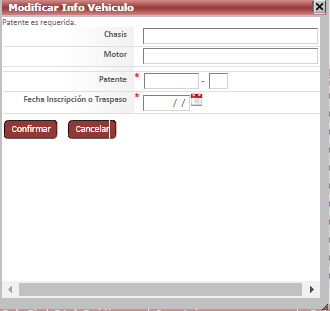 Modificar Info Vehiculo
Patente es requerida.
Chasis
Motor
Patente * -
Fecha Inscripción o Traspaso * / /
Confirmar Cancelar